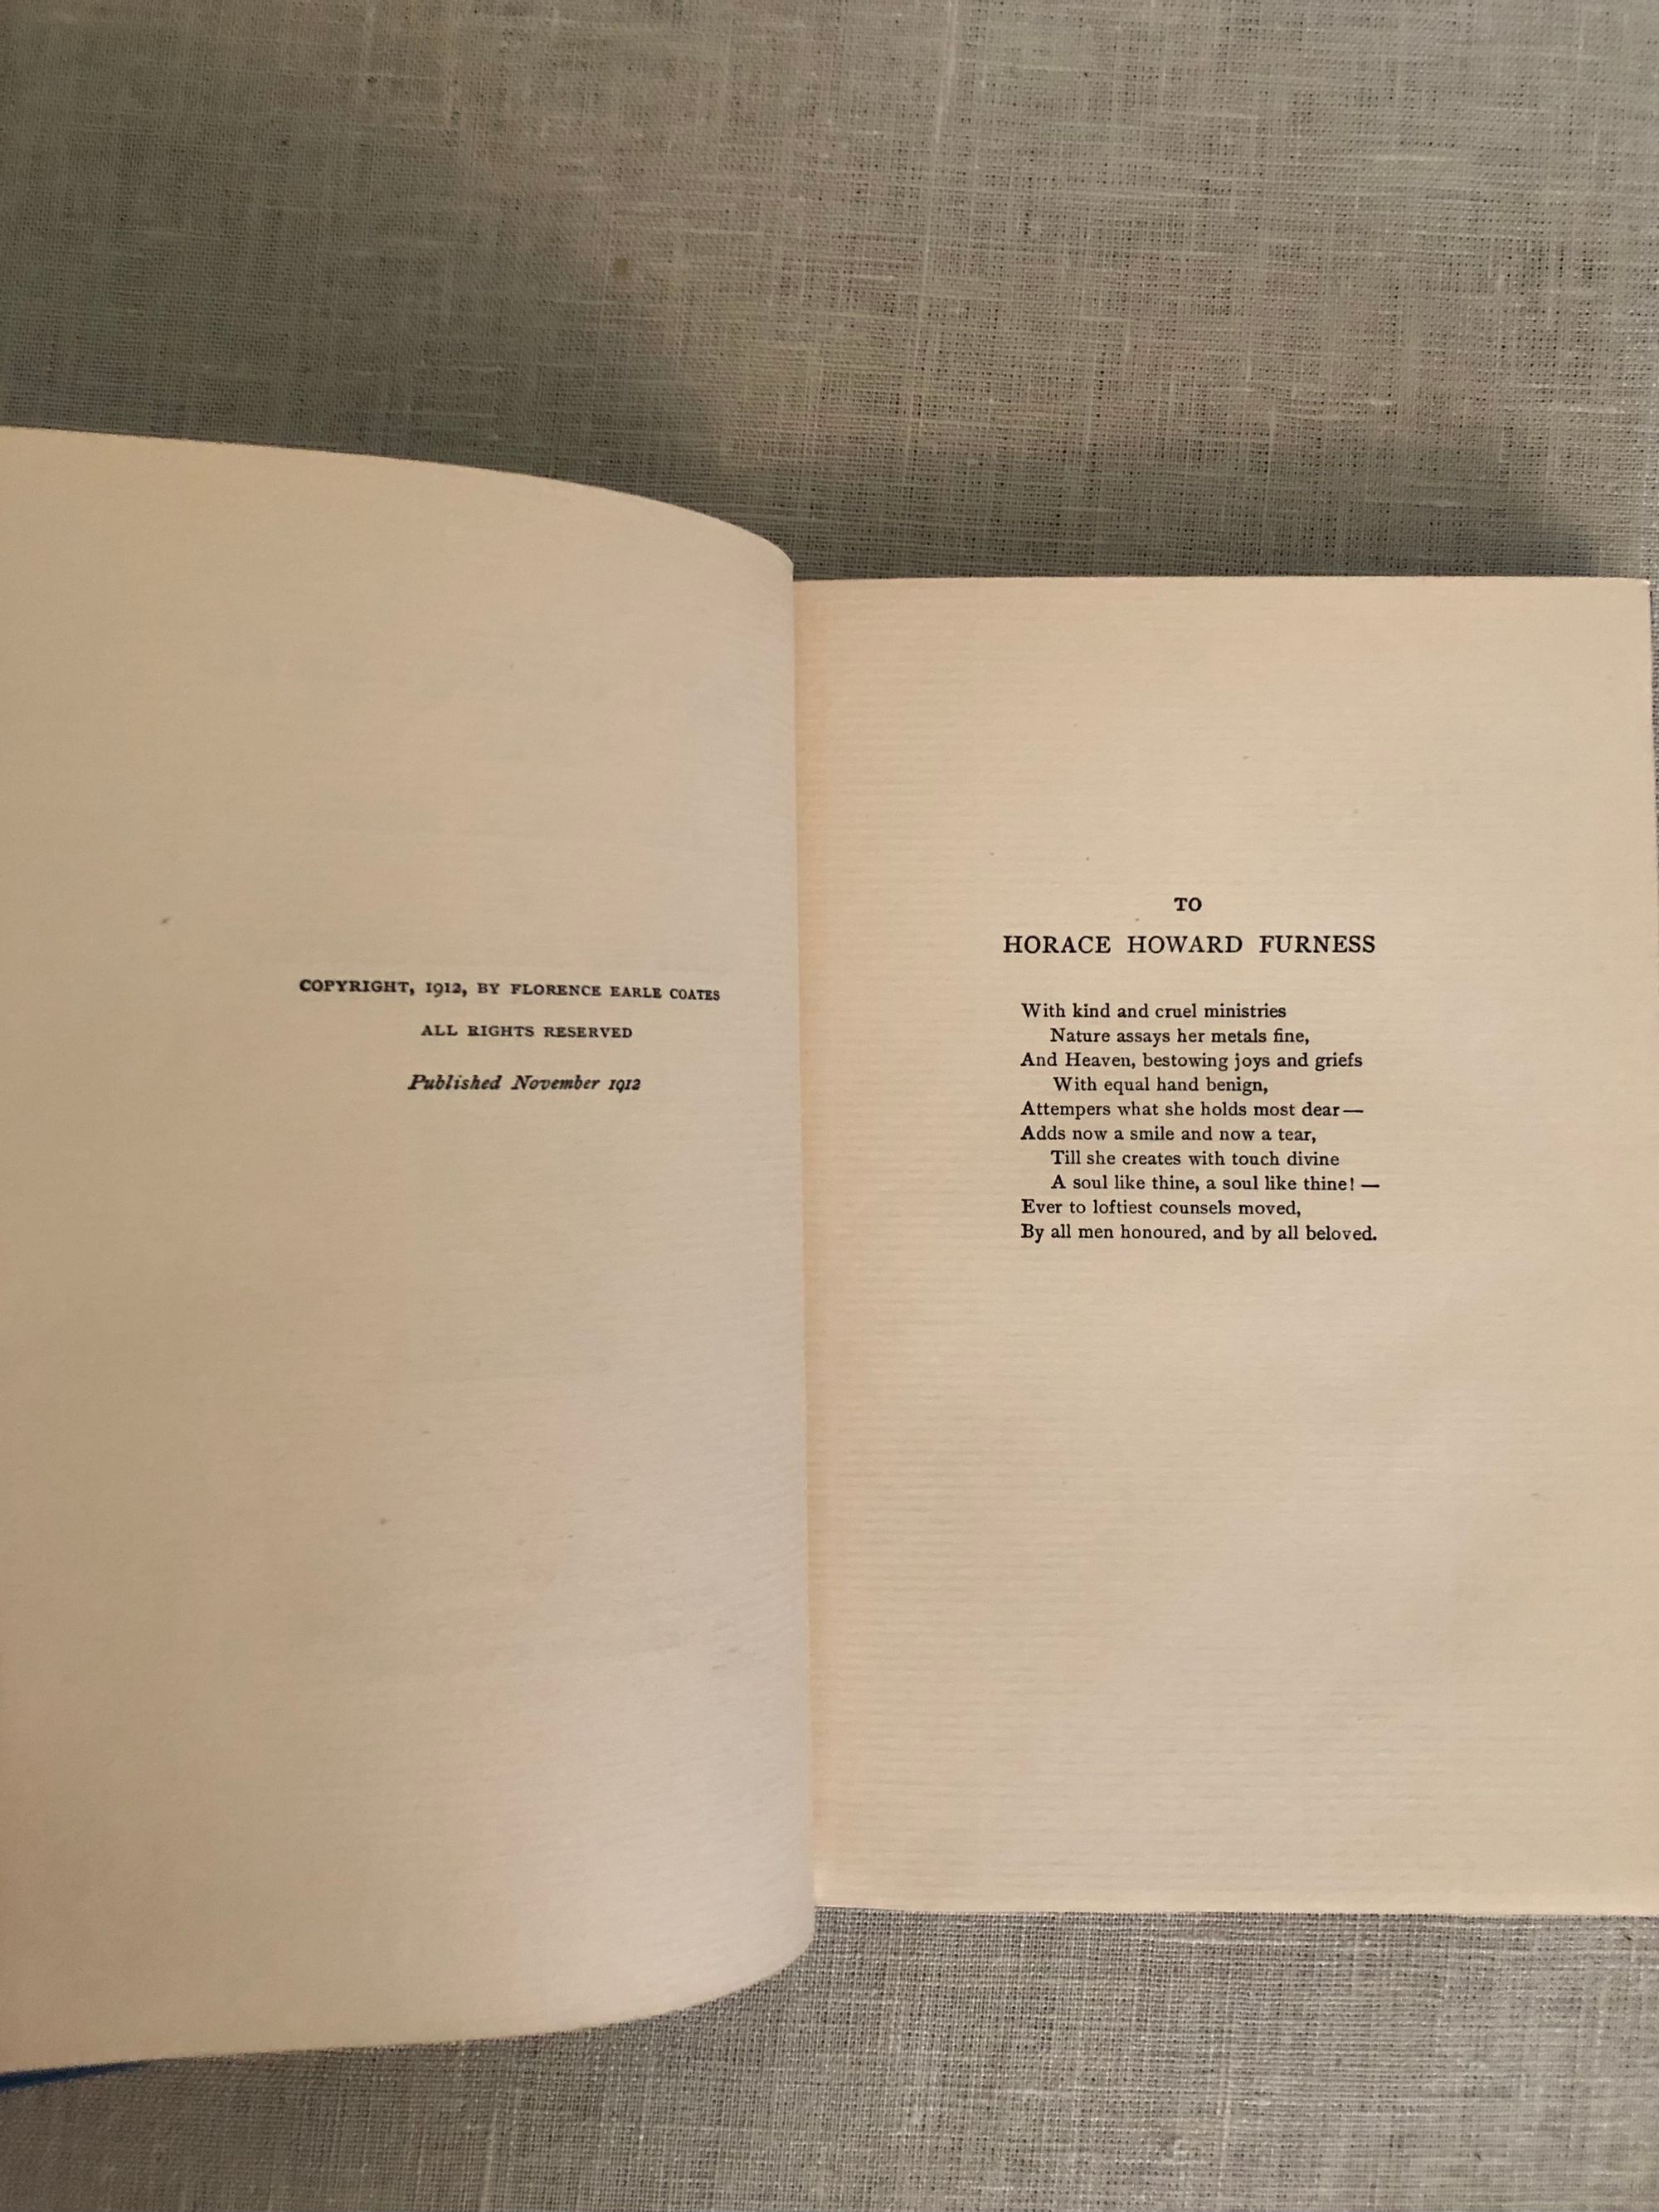 COPYRIGHT, 1912, BY FLORENCE EARLE COATES
ALL RIGHTS RESERVED
Published November 1912
TO
HORACE HOWARD FURNESS
With kind and cruel ministries
Nature assays her metals fine,
And Heaven, bestowing joys and griefs
With equal hand benign,
Attempers what she holds most dear—
Adds now a smile and now a tear,
Till she creates with touch divine
A soul like thine, a soul like thine! —
Ever to loftiest counsels moved,
By all men honoured, and by all beloved.